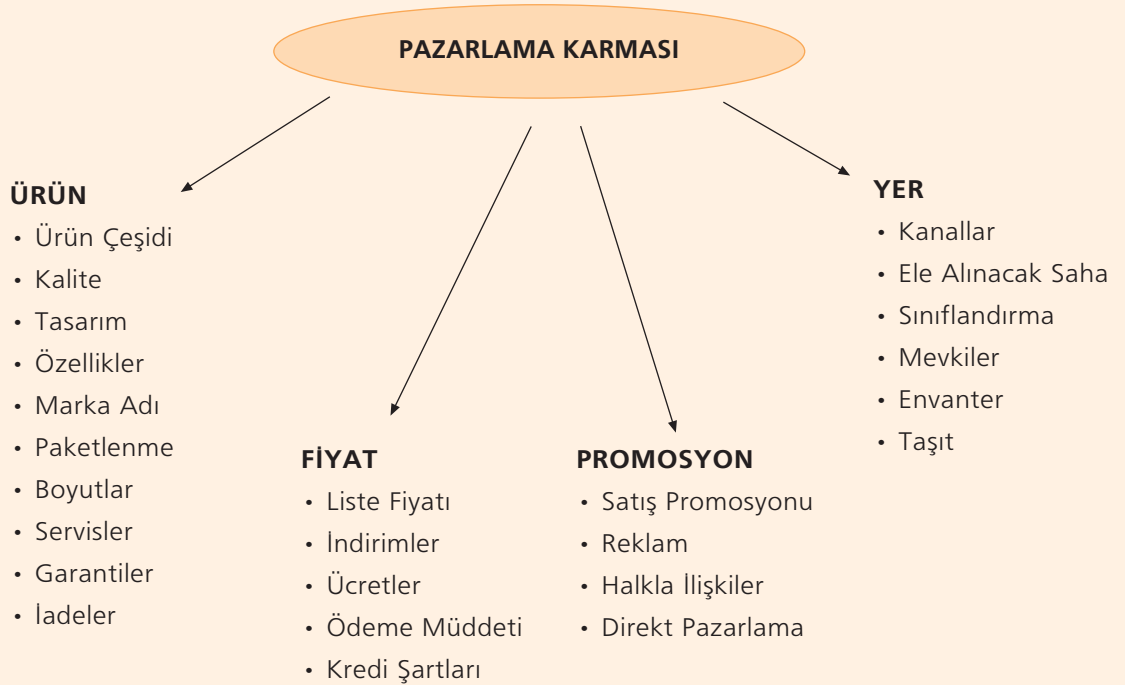 PAZARLAMA KARMASI
ÜRÜN
• Ürün Çeşidi
• Kalite
• Tasarım
• Özellikler
• Marka Adı
• Paketlenme
• Boyutlar
• Servisler
• Garantiler
• İadeler
FİYAT
• Liste Fiyatı
• İndirimler
• Ücretler
• Ödeme Müddeti
• Kredi Şartları
PROMOSYON
• Satış Promosyonu
• Reklam
• Halkla İlişkiler
• Direkt Pazarlama
YER
• Kanallar
• Ele Alınacak Saha
• Sınıflandırma
• Mevkiler
• Envanter
• Taşıt